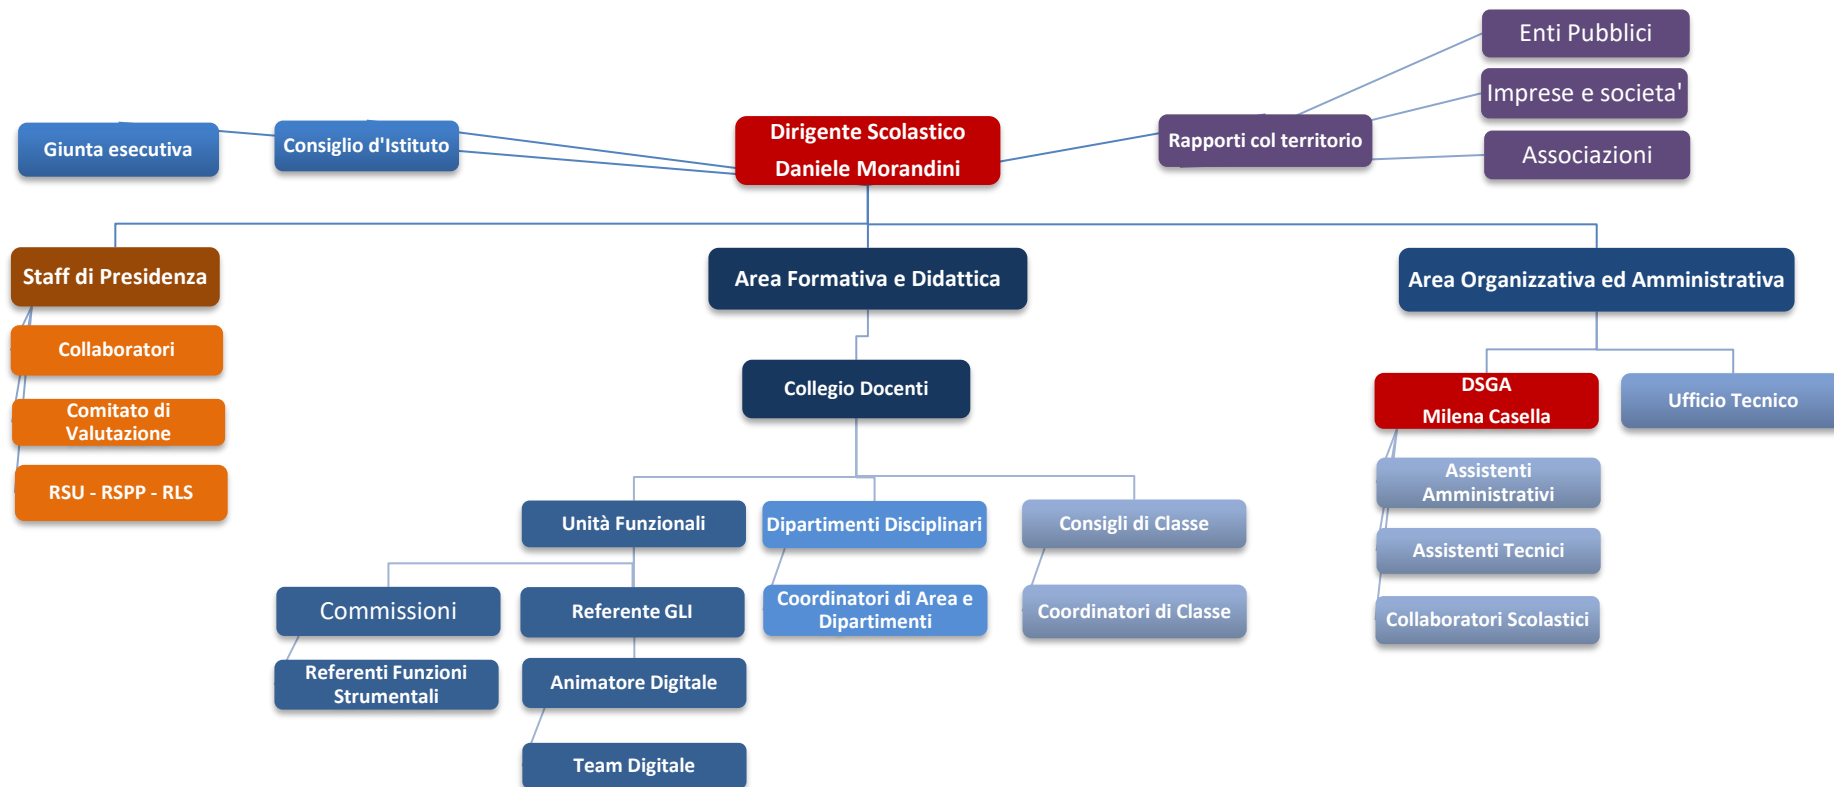 Enti Pubblici
Imprese e societa'
Associazioni
Giunta esecutiva
Consiglio d'Istituto
Dirigente Scolastico
Daniele Morandini
Rapporti col territorio
Staff di Presidenza
Area Formativa e Didattica
Area Organizzativa ed Amministrativa
Collaboratori
Comitato di
Valutazione
RSU - RSPP - RLS
Collegio Docenti
DSGA
Milena Casella
Ufficio Tecnico
Assistenti
Amministrativi
Assistenti Tecnici
Collaboratori Scolastici
Unità Funzionali
Dipartimenti Disciplinari
Consigli di Classe
Commissioni
Referente GLI
Coordinatori di Area e
Dipartimenti
Coordinatori di Classe
Referenti Funzioni
Strumentali
Animatore Digitale
Team Digitale